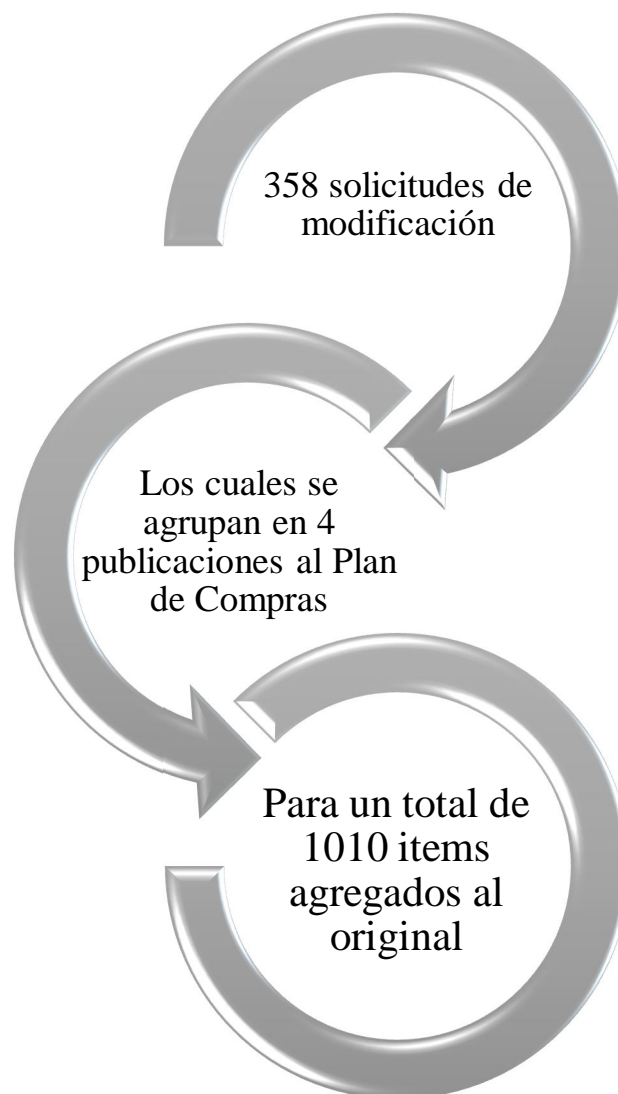 358 solicitudes de
modificación
Los cuales se
agrupan en 4
publicaciones al Plan
de Compras
Para un total de
1010 items
agregados al
original